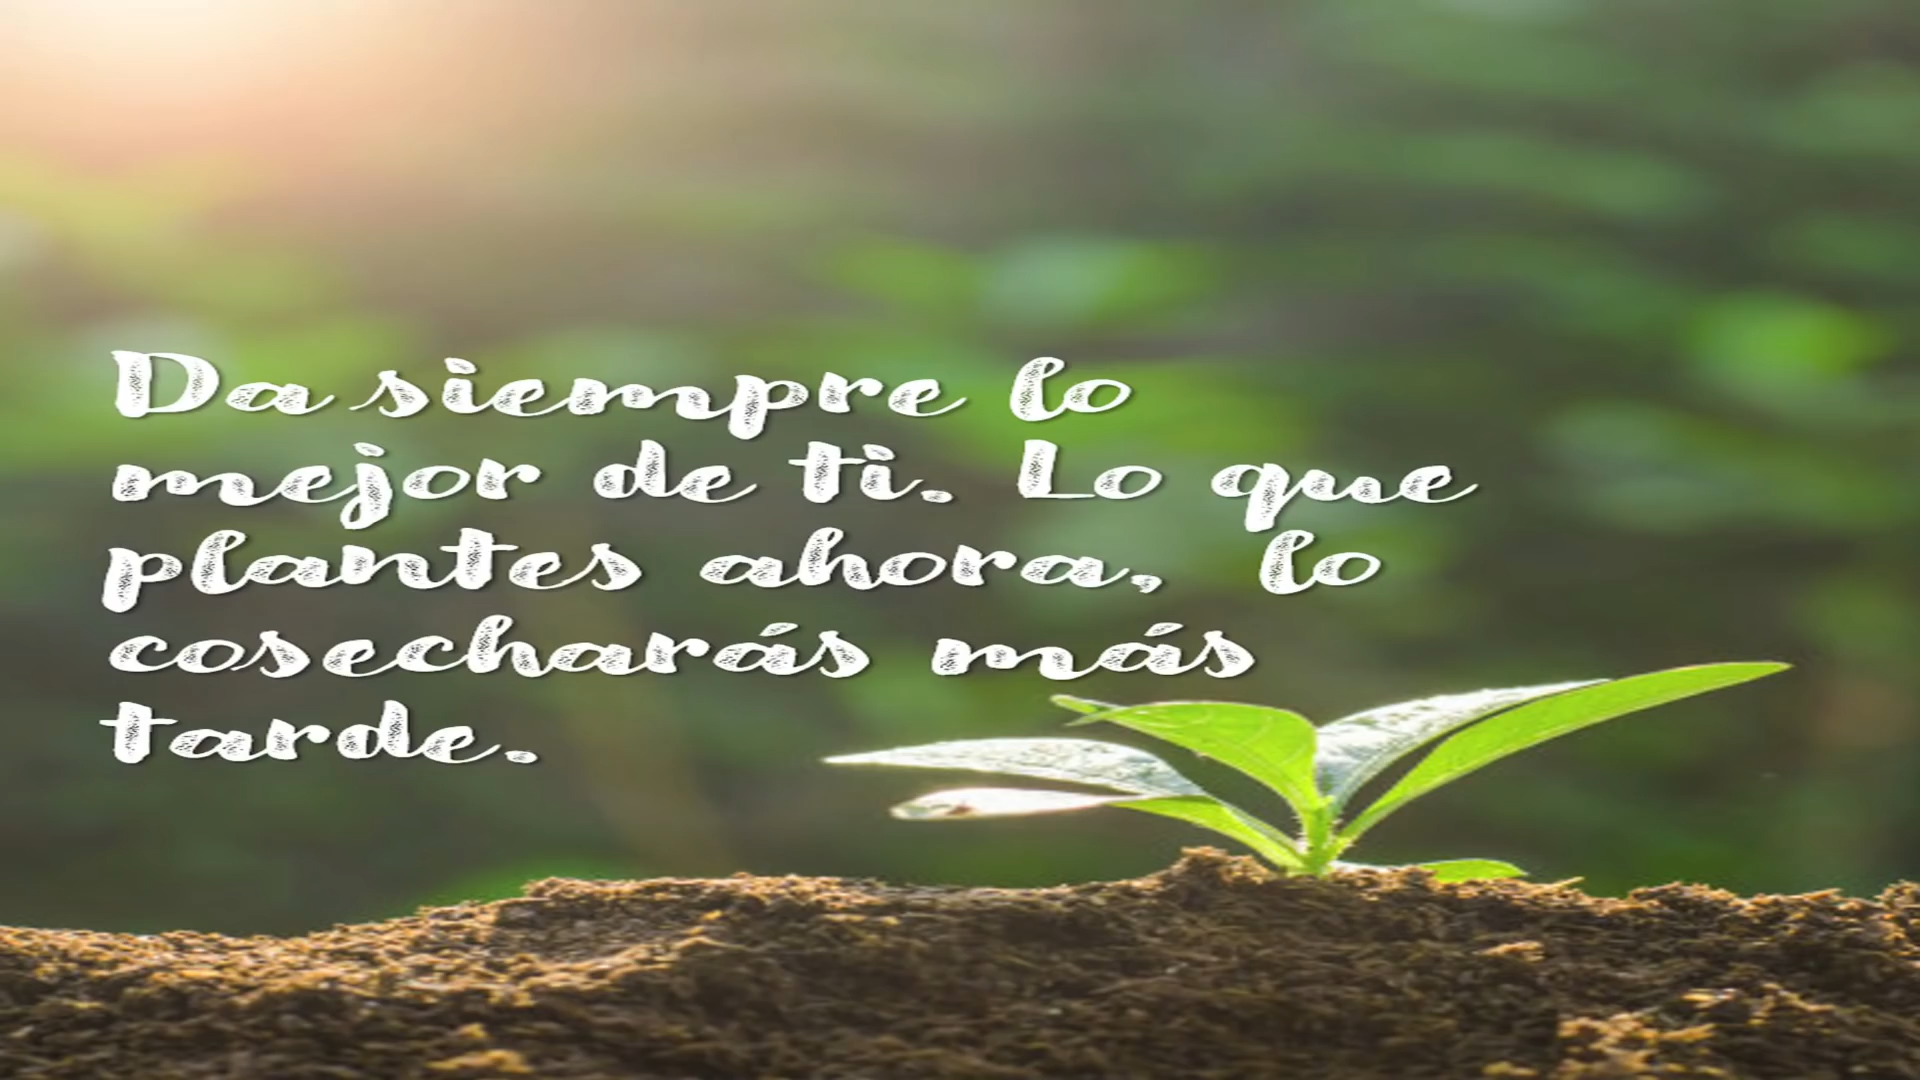 Da siempre lo
mejor de ti. Lo que
plantes ahora, lo
cosecharás más
tarde.